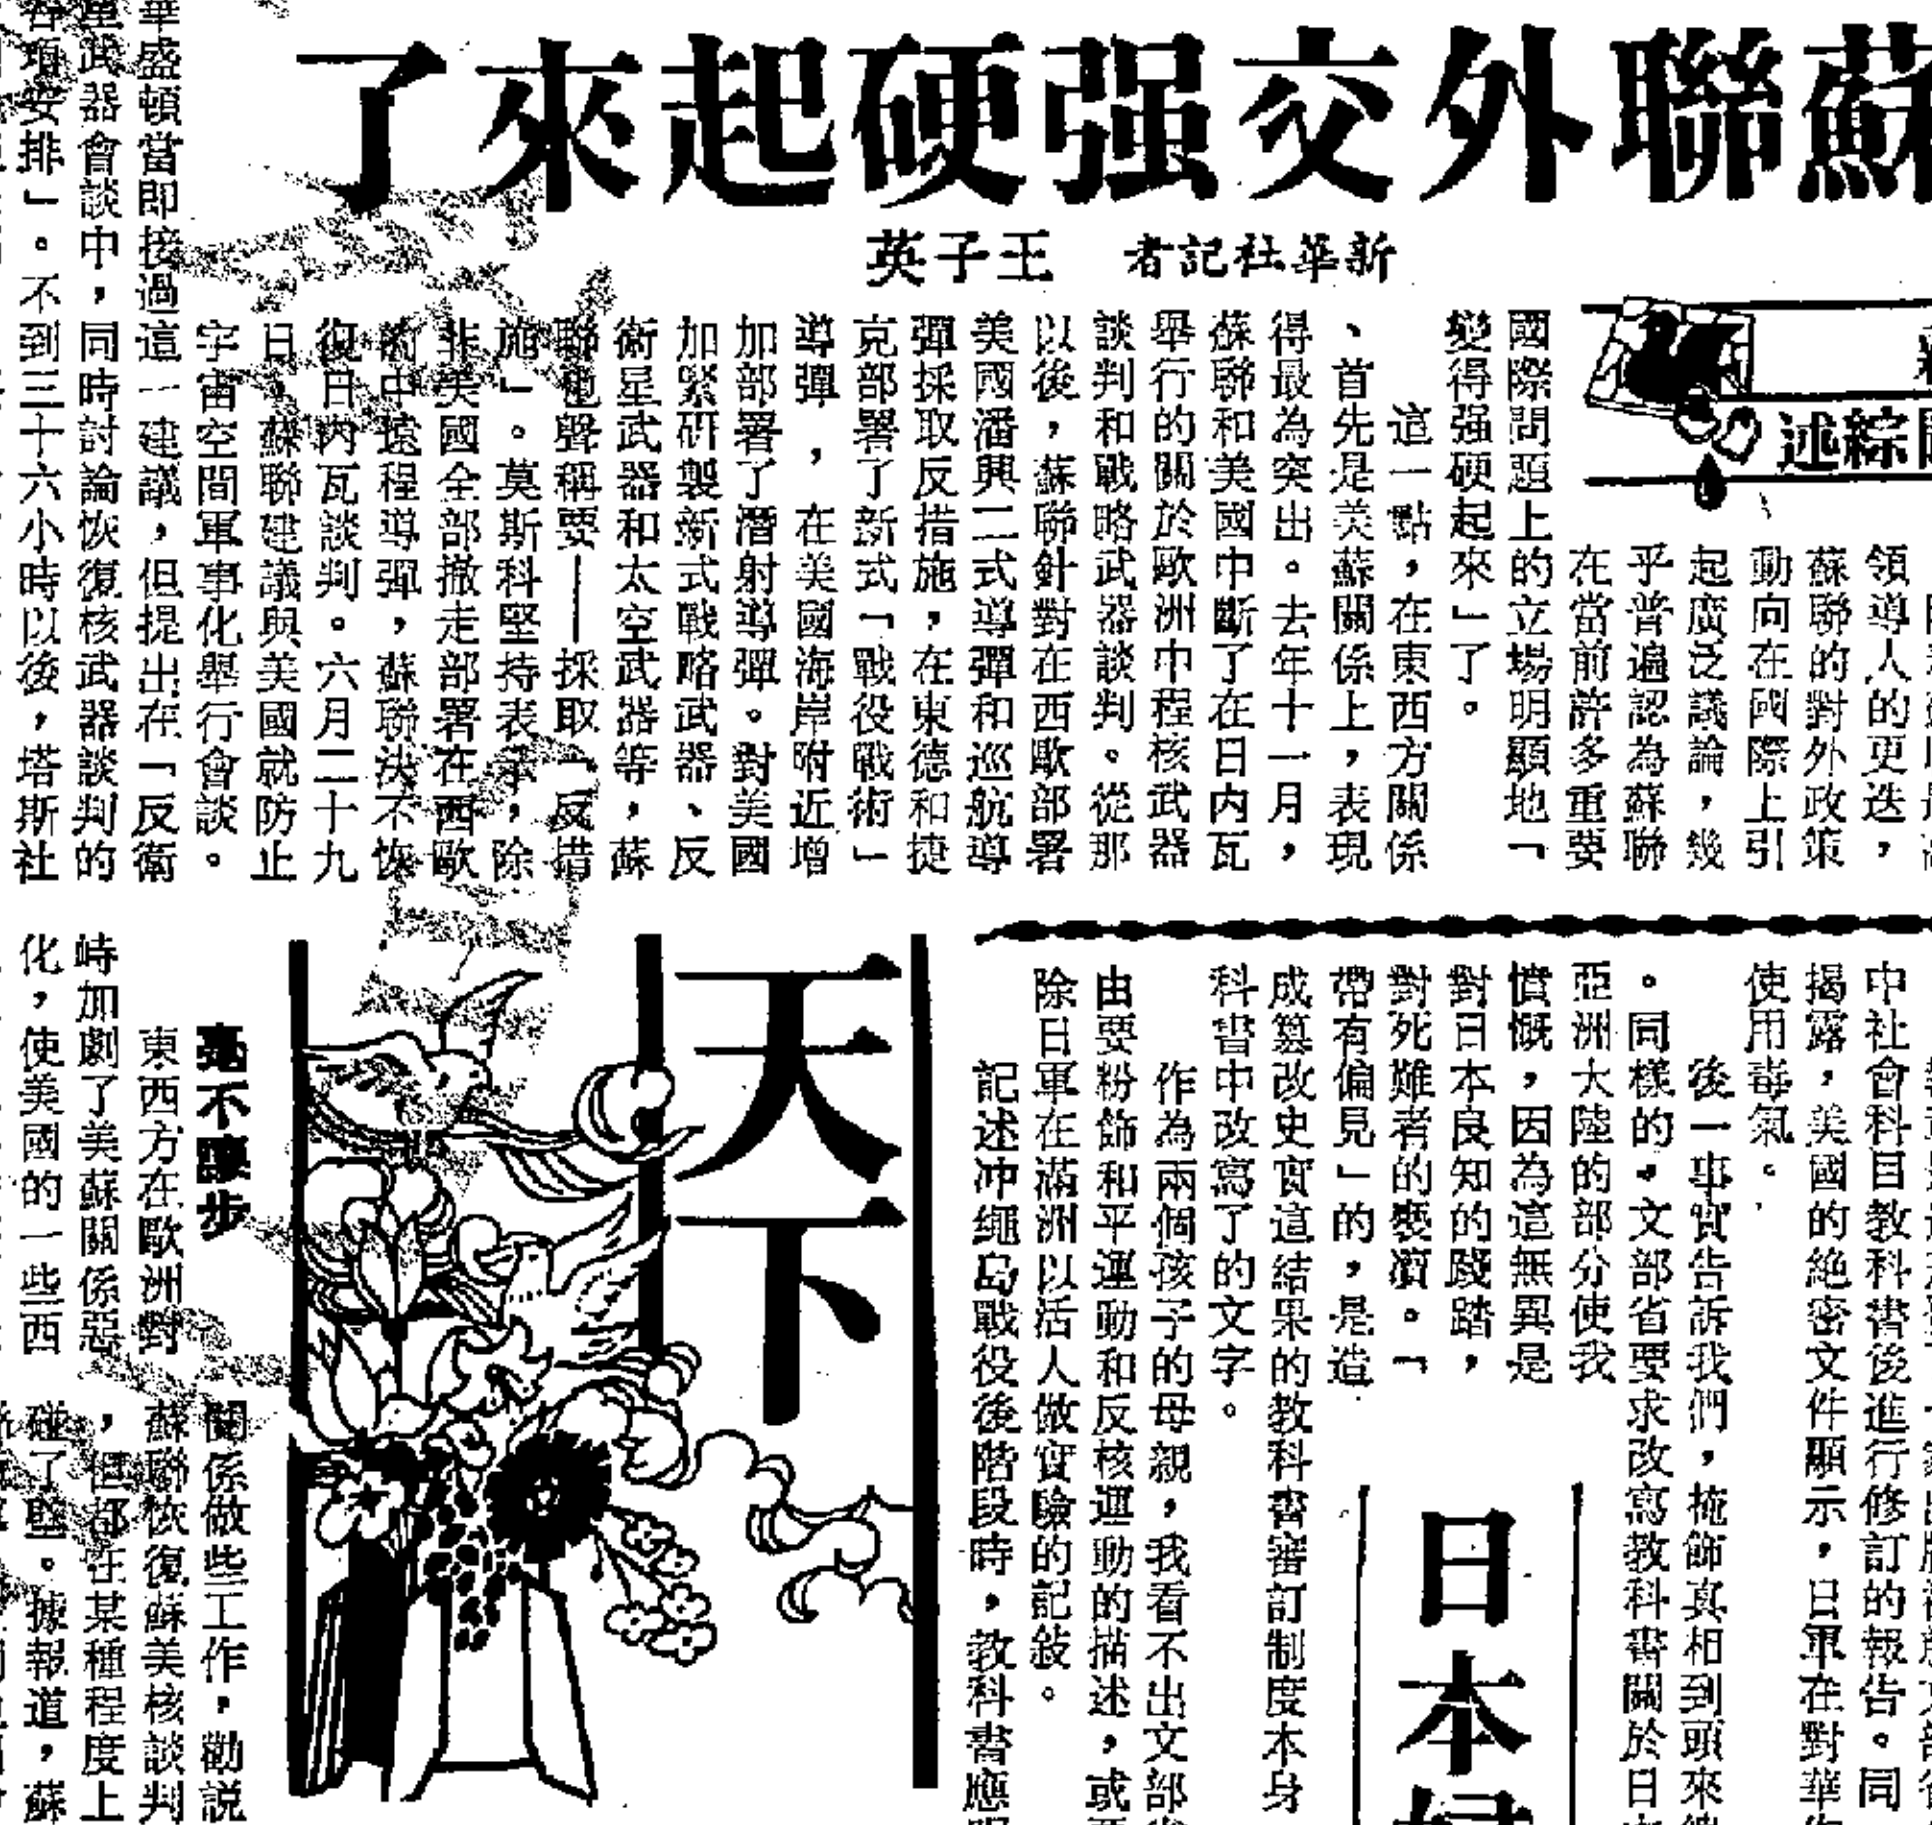 蘇聯外交强硬起來了
新華社記者 王子英
綜述
領導人的更迭，
蘇聯的對外政策
動向在國際上引
起廣泛議論，幾
乎普遍認為蘇聯
在當前許多重要
國際問題上的立場明顯地「
變得强硬起來」了。
這一點，在東西方關係
、首先是美蘇關係上，表現
得最為突出。去年十一月，
蘇聯和美國中斷了在日内瓦
舉行的關於歐洲中程核武器
談判和戰略武器談判。從那
以後，蘇聯針對在西歐部署
美國潘興二式導彈和巡航導
彈採取反措施，在東德和捷
克部署了新式「戰役戰術」
導彈，在美國海岸附近增
加部署了潛射導彈。對美國
加緊研製新式戰略武器、反
衛星武器和太空武器等，蘇
聯也聲稱要——採取「反措
施」。莫斯科堅持表示，除
非美國全部撤走部署在西歐
的中遠程導彈，蘇聯決不恢
復日内瓦談判。六月二十九
日，蘇聯建議與美國就防止
宇宙空間軍事化舉行會談。
華盛頓當即接過這一建議，但提出在「反衛
星武器會談中，同時討論恢復核武器談判的
各項安排」。不到三十六小時以後，塔斯社
毫不讓步
東西方在歐洲對
峙加劇了美蘇關係惡
化，使美國的一些西
關係做些工作，勸説
蘇聯恢復蘇美核談判
，但都在某種程度上
碰了壁。據報道，蘇
天下
中社會科目教科書後進行修訂的報告。同
揭露，美國的絶密文件顯示，日軍在對華
使用毒氣。
後一事實告訴我們，掩飾真相到頭來
。同樣的，文部省要求改寫教科書關於日
亞洲大陸的部分使我
憤慨，因為這無異是
對日本良知的踐踏，
對死難者的褻瀆。「
帶有偏見」的，是造
成篡改史實這結果的教科書審訂制度本身
科書中改寫了的文字。
作為兩個孩子的母親，我看不出文部
由要粉飾和平運動和反核運動的描述，或
除日軍在滿洲以活人做實驗的記敍。
記述冲繩島戰役後階段時，教科書應
日本